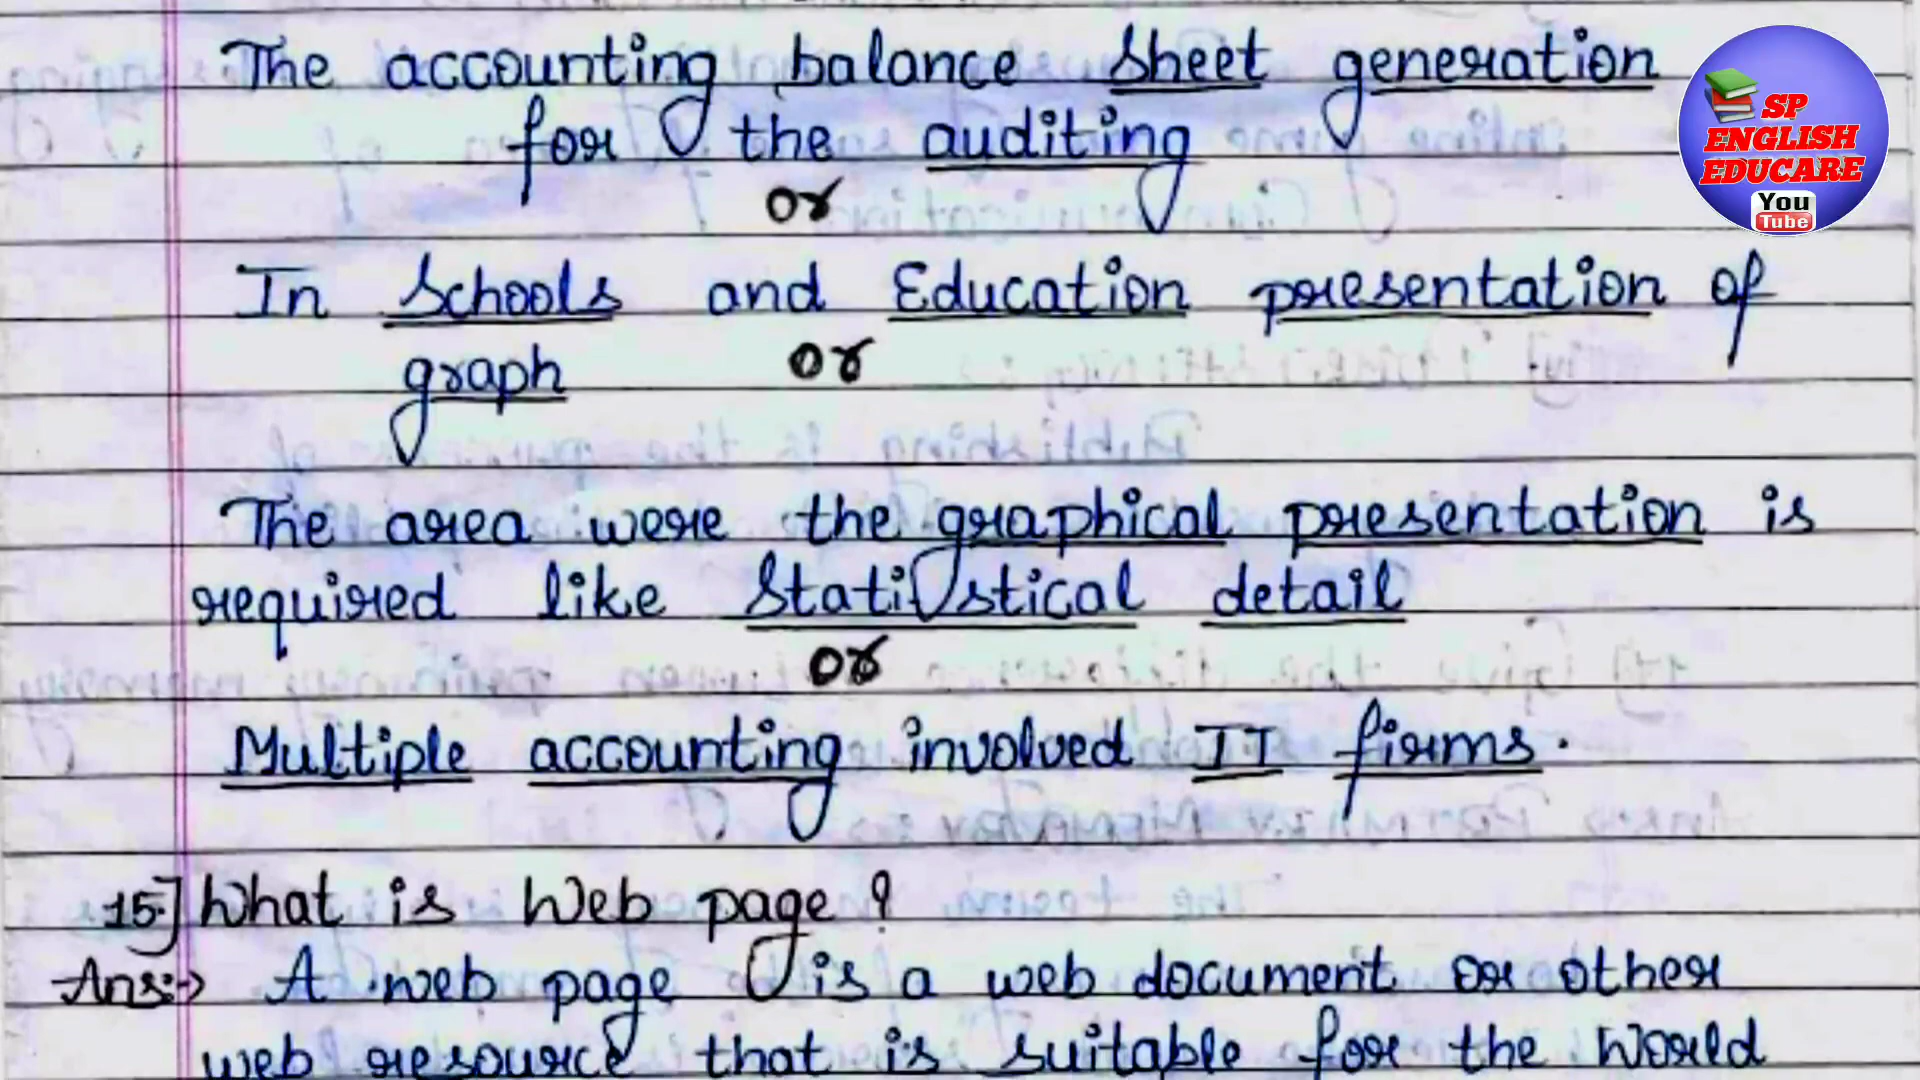 The accounting balance sheet generation
for the auditing
or
In Schools and Education presentation of
graph or
The area were the graphical presentation is
required like Statistical detail
or
Multiple accounting involved IT firms.
15] What is Web page?
Ans:-> A web page is a web document or other
web resource that is suitable for the World
SP
ENGLISH
EDUCARE
You
Tube